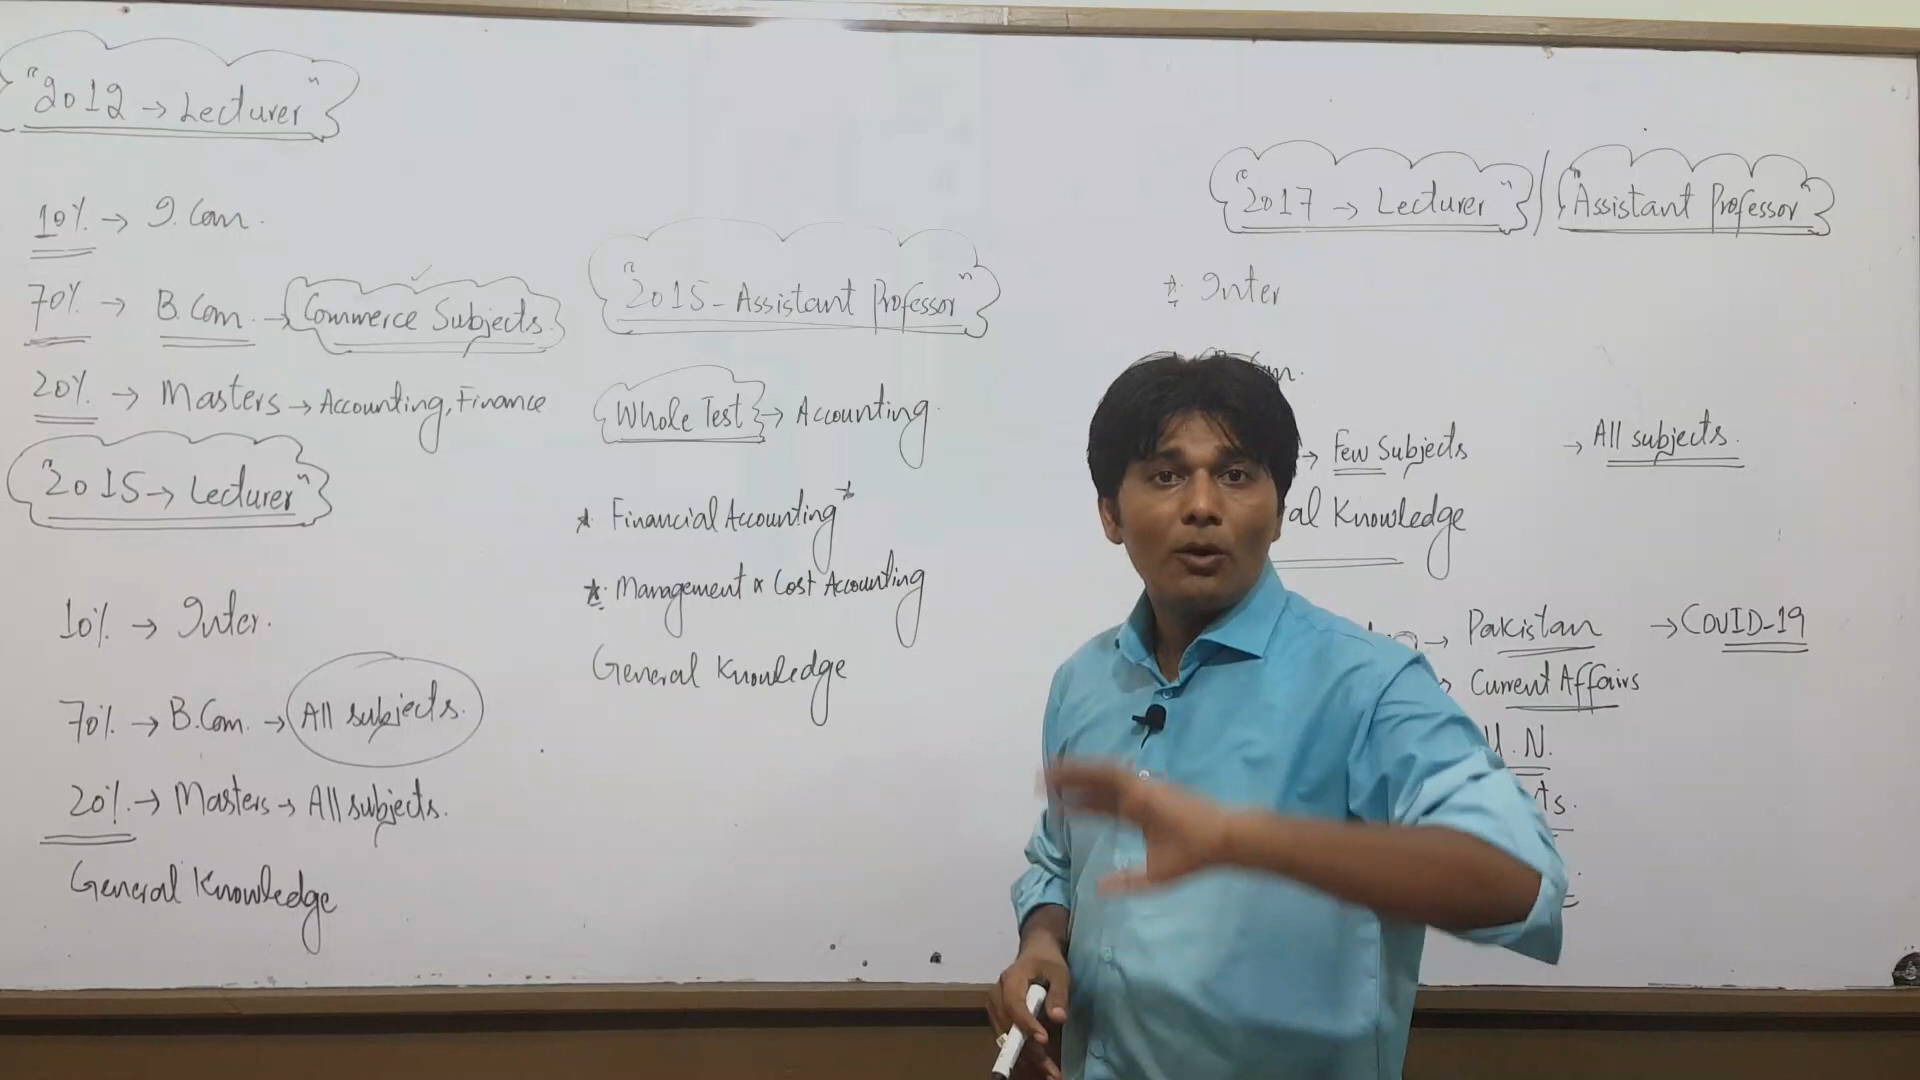 "2012 → Lecturer"
10% → I.Com.
70% → B.Com. → Commerce Subjects.
20% → Masters → Accounting, Finance
"2015 → Lecturer"
10% → Inter.
70% → B.Com. → All subjects.
20% → Masters → All subjects.
General Knowledge
"2015 - Assistant Professor"
Whole Test → Accounting.
* Financial Accounting *
* Management & Cost Accounting
General Knowledge
"2017 → Lecturer" / "Assistant Professor"
* Inter
→ Few Subjects → All subjects.
al Knowledge
→ Pakistan → COVID-19
Current Affairs
U.N.
ts.